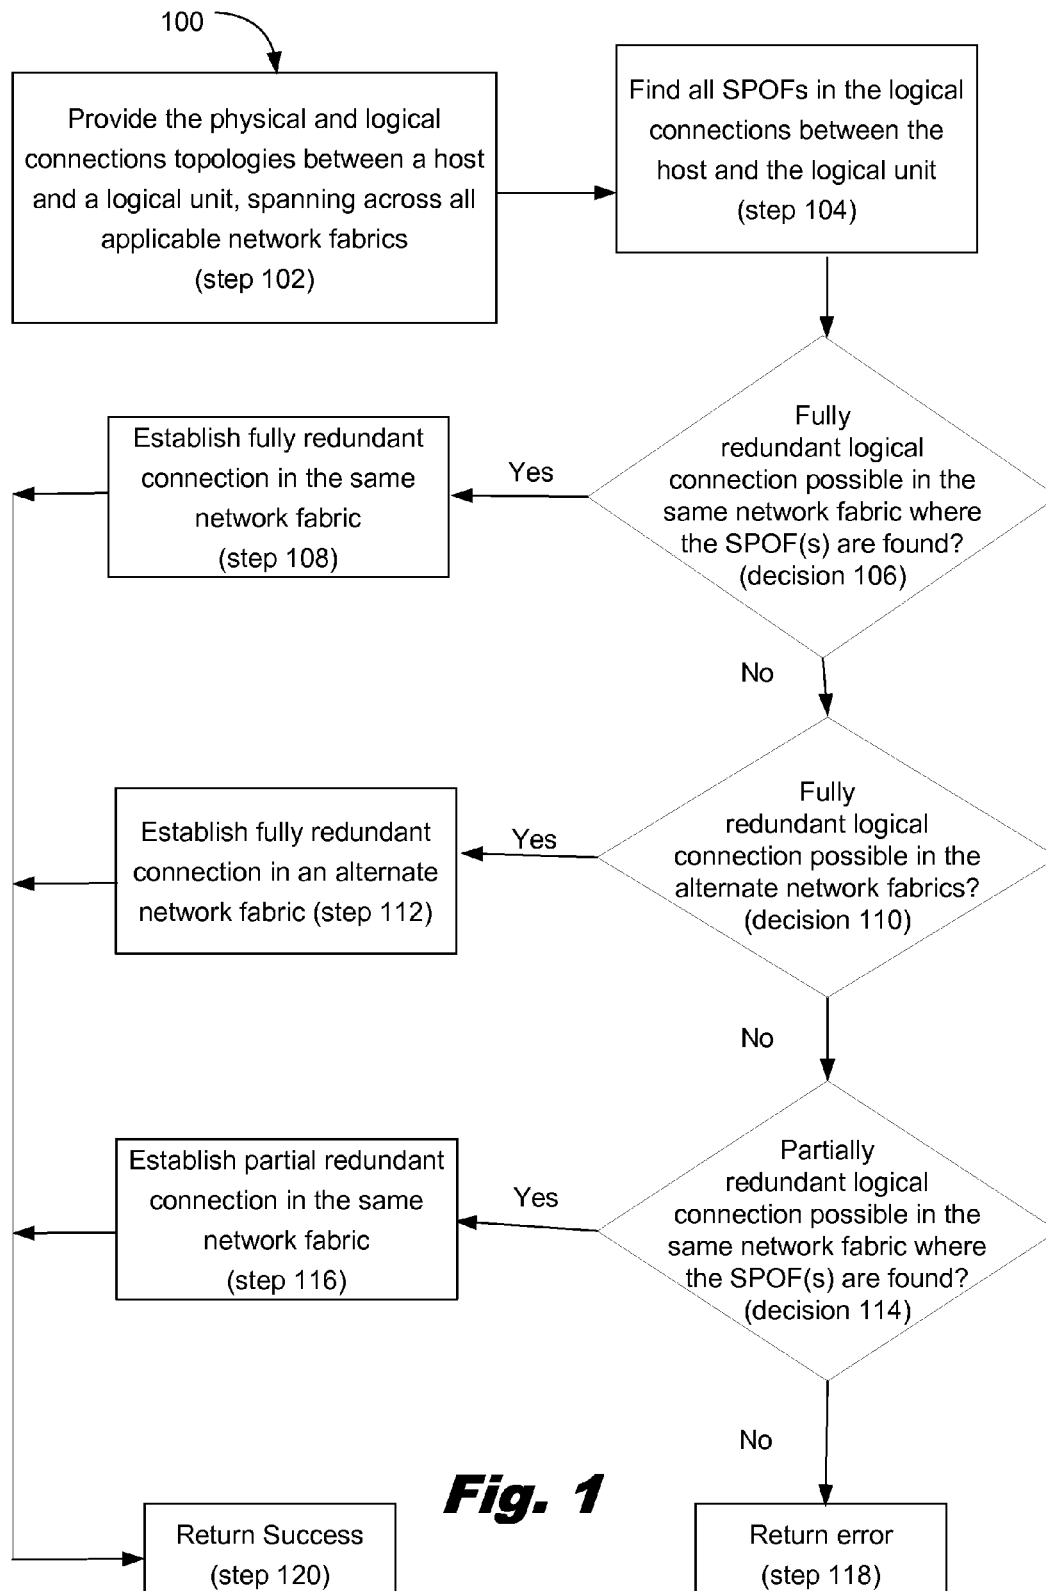 100
Provide the physical and logical
connections topologies between a host
and a logical unit, spanning across all
applicable network fabrics
(step 102)
Find all SPOFs in the logical
connections between the
host and the logical unit
(step 104)
Fully
redundant logical
connection possible in the
same network fabric where
the SPOF(s) are found?
(decision 106)
Yes
Establish fully redundant
connection in the same
network fabric
(step 108)
No
Fully
redundant logical
connection possible in the
alternate network fabrics?
(decision 110)
Yes
Establish fully redundant
connection in an alternate
network fabric (step 112)
No
Partially
redundant logical
connection possible in the
same network fabric where
the SPOF(s) are found?
(decision 114)
Yes
Establish partial redundant
connection in the same
network fabric
(step 116)
No
Fig. 1
Return Success
(step 120)
Return error
(step 118)